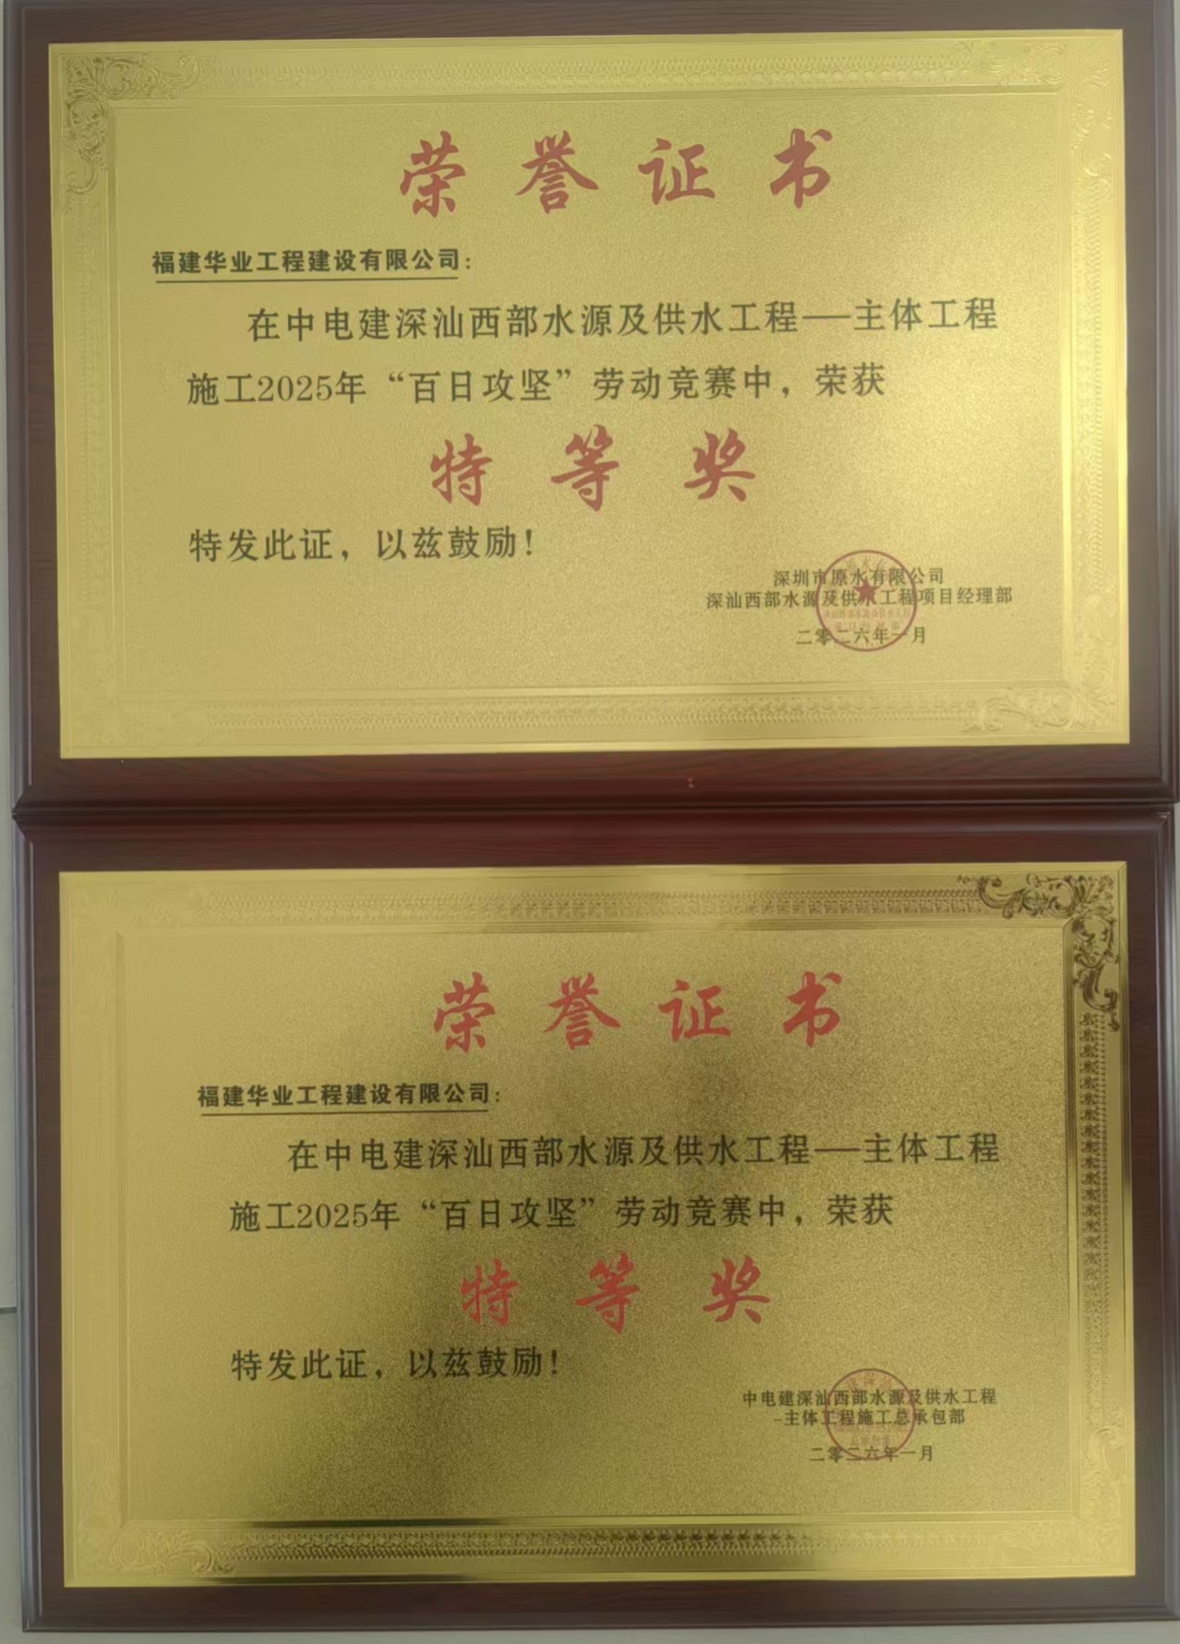 荣誉证书
福建华业工程建设有限公司：
在中电建深汕西部水源及供水工程——主体工程
施工2025年“百日攻坚”劳动竞赛中，荣获
特等奖
特发此证，以兹鼓励！
深圳市原水有限公司
深汕西部水源及供水工程项目经理部
二零二六年一月
荣誉证书
福建华业工程建设有限公司：
在中电建深汕西部水源及供水工程——主体工程
施工2025年“百日攻坚”劳动竞赛中，荣获
特等奖
特发此证，以兹鼓励！
中电建深汕西部水源及供水工程
-主体工程施工总承包部
二零二六年一月